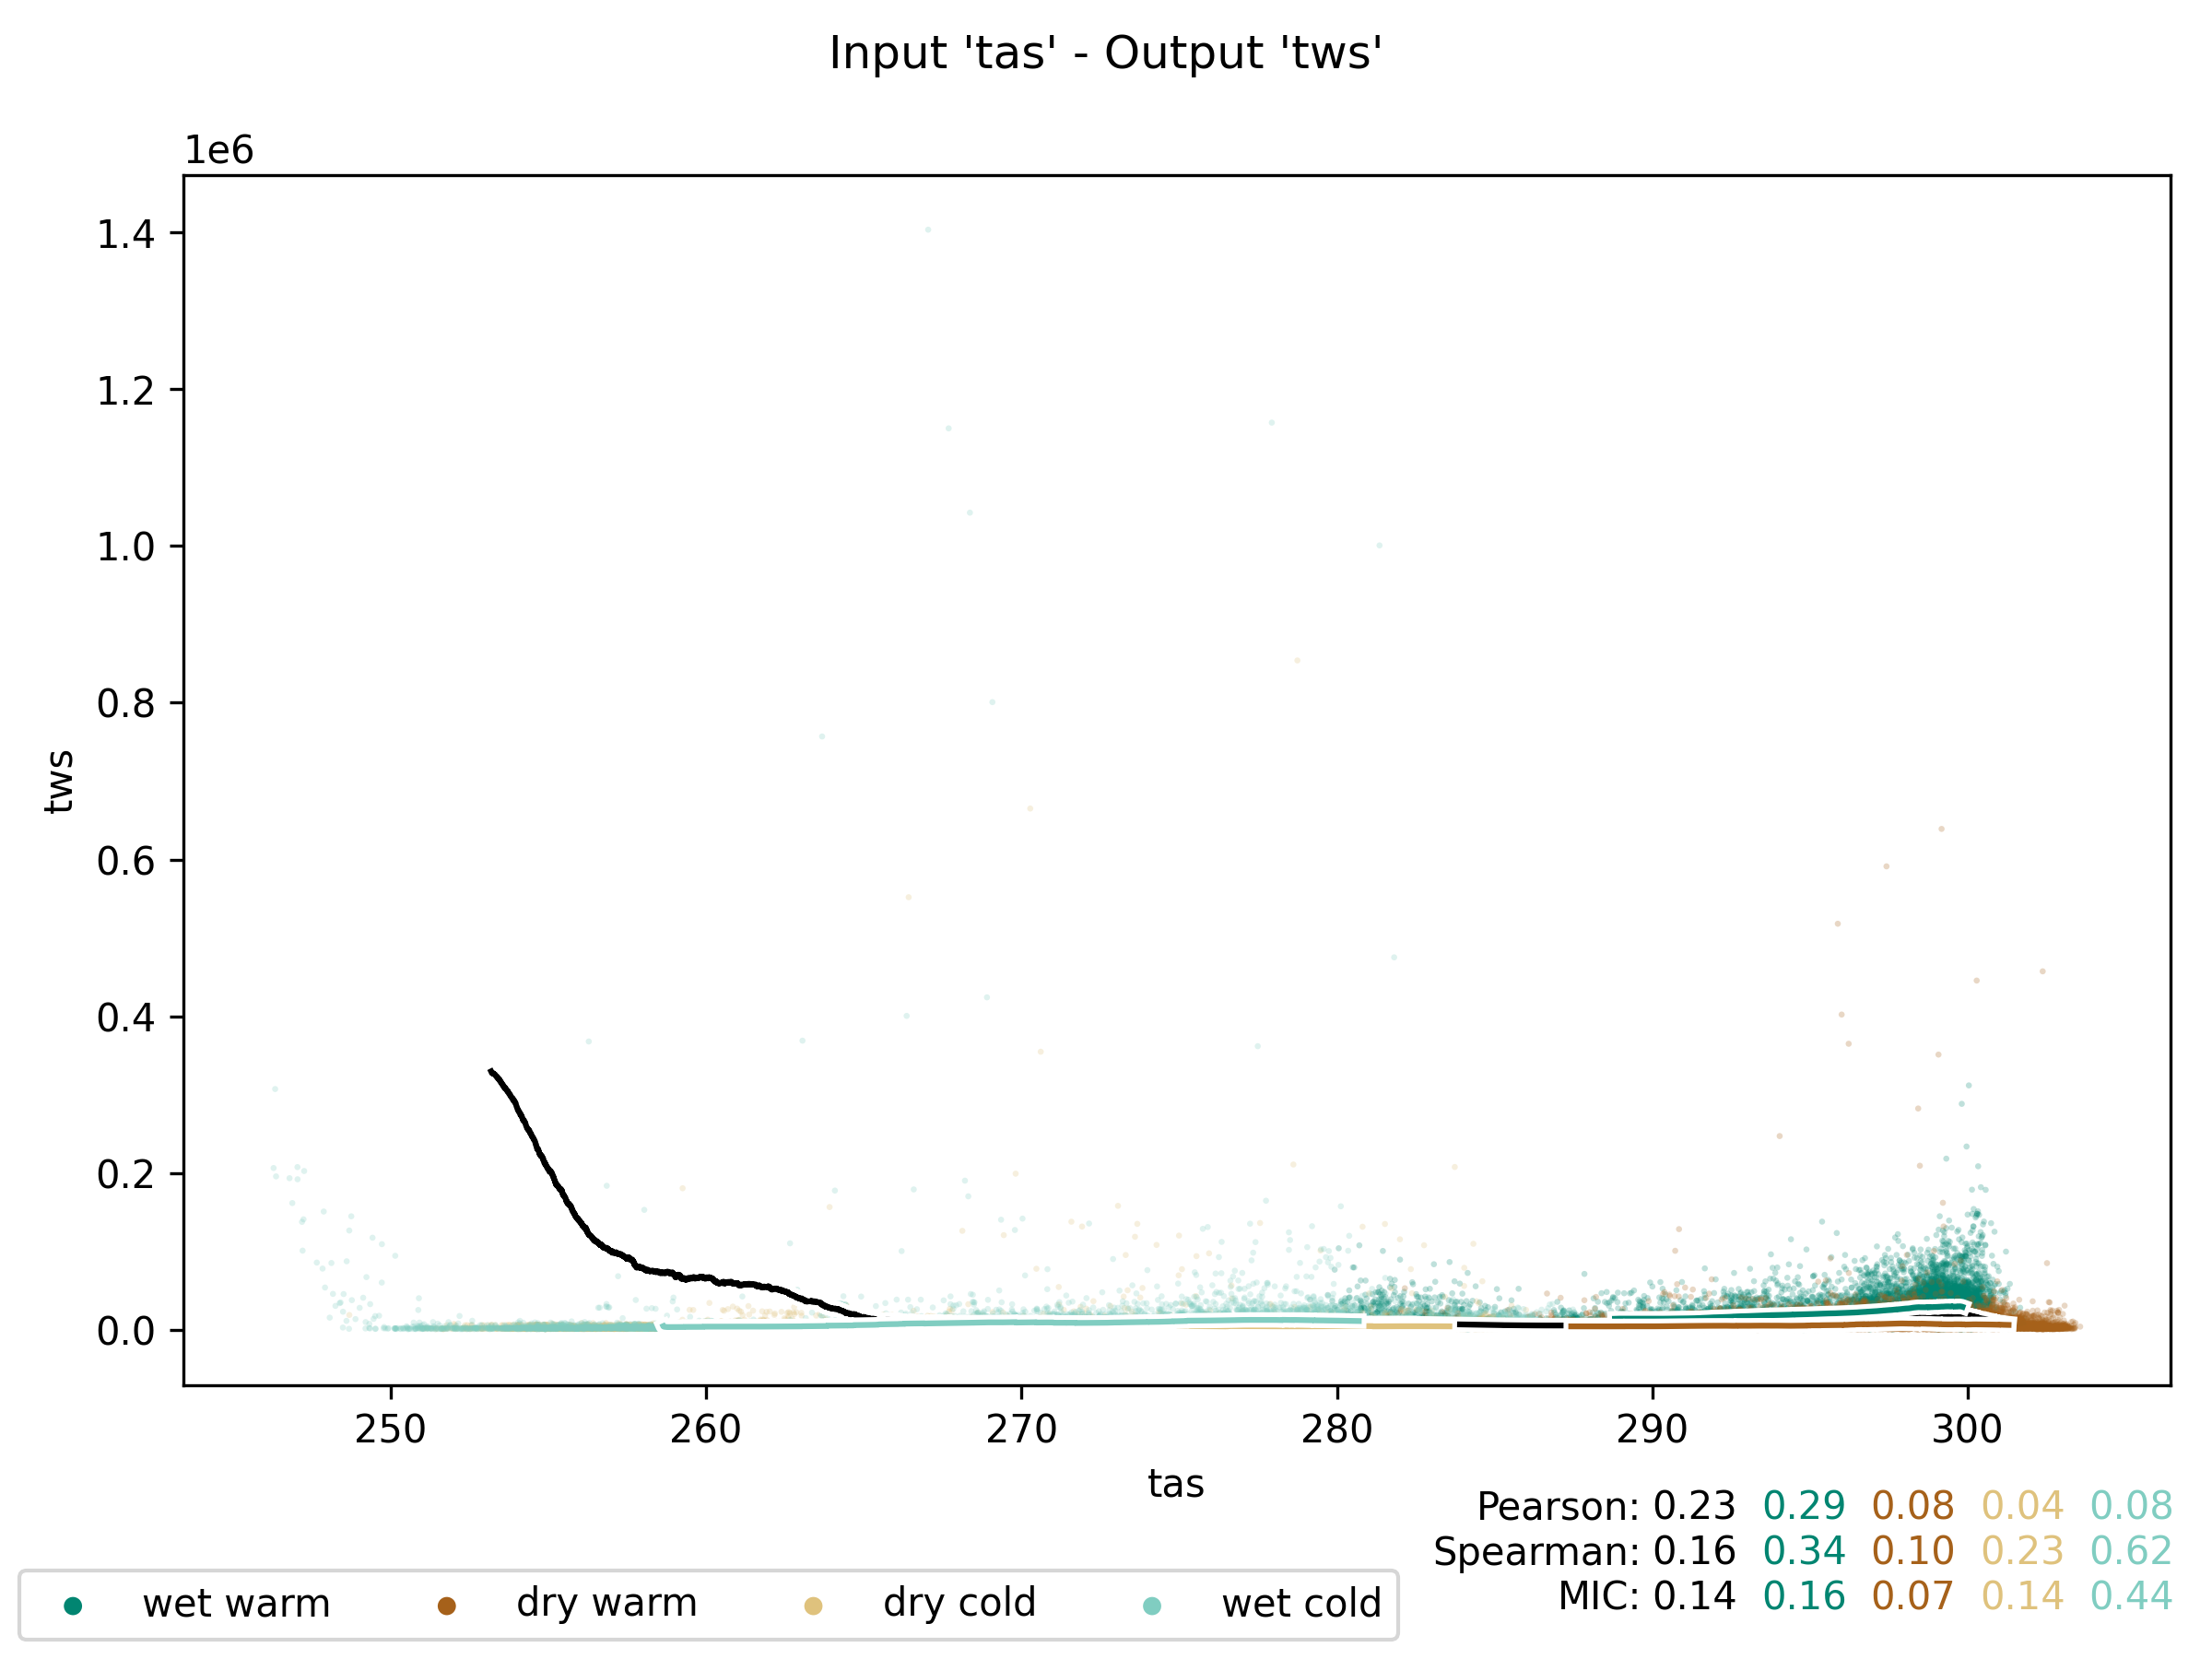 Input 'tas' - Output 'tws'
1e6
1.4
1.2
1.0
0.8
0.6
0.4
0.2
0.0
tws
250 260 270 280 290 300
tas
Pearson: 0.23 0.29 0.08 0.04 0.08
Spearman: 0.16 0.34 0.10 0.23 0.62
MIC: 0.14 0.16 0.07 0.14 0.44
wet warm dry warm dry cold wet cold